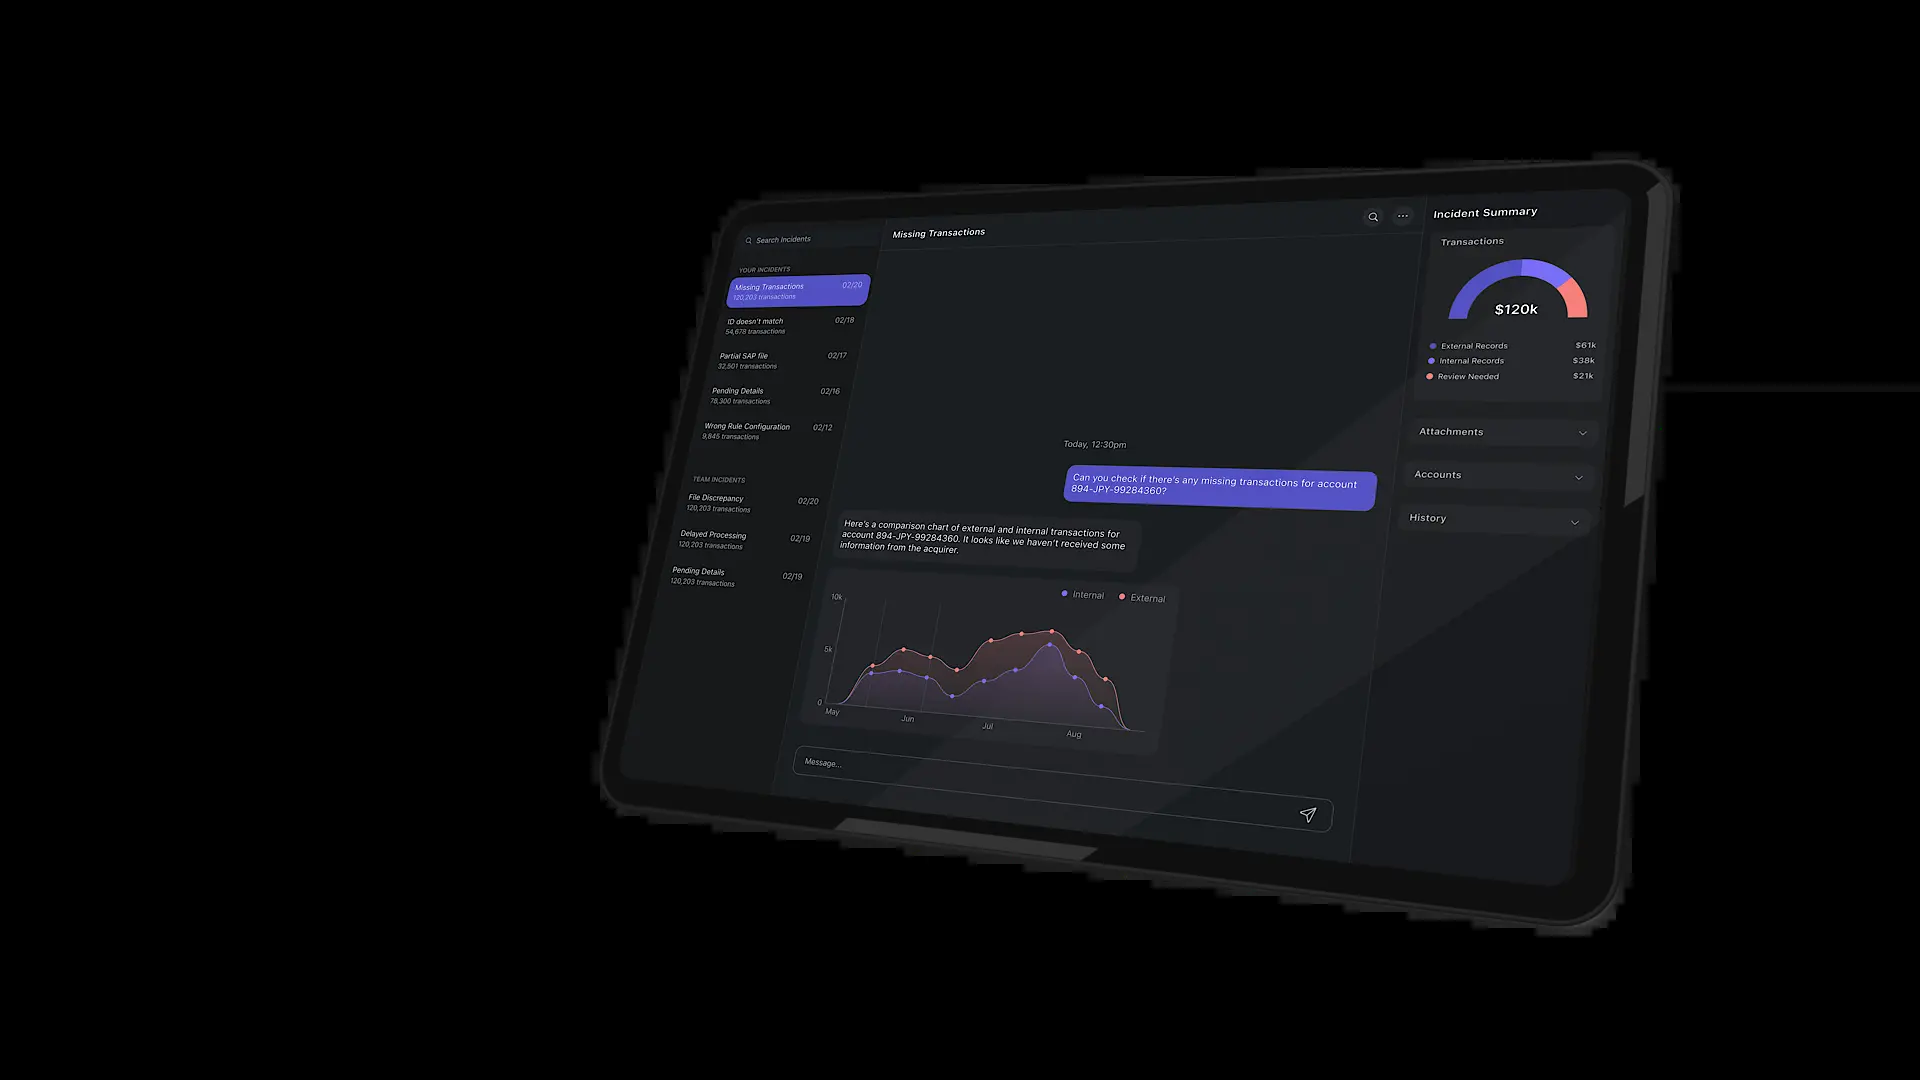 Search Incidents
YOUR INCIDENTS
Missing Transactions 02/20
120,203 transactions
ID doesn't match 02/18
54,678 transactions
Partial SAP file 02/17
32,801 transactions
Pending Details 02/16
78,300 transactions
Wrong Rule Configuration 02/12
9,845 transactions
TEAM INCIDENTS
File Discrepancy 02/20
120,203 transactions
Delayed Processing 02/19
120,203 transactions
Pending Details 02/19
120,203 transactions
Missing Transactions
Today, 12:30pm
Can you check if there's any missing transactions for account
894-JPY-99284360?
Here's a comparison chart of external and internal transactions for
account 894-JPY-99284360. It looks like we haven't received some
information from the acquirer.
Internal External
10k
5k
0
May Jun Jul Aug
Message...
Incident Summary
Transactions
$120k
External Records $61k
Internal Records $38k
Review Needed $21k
Attachments
Accounts
History